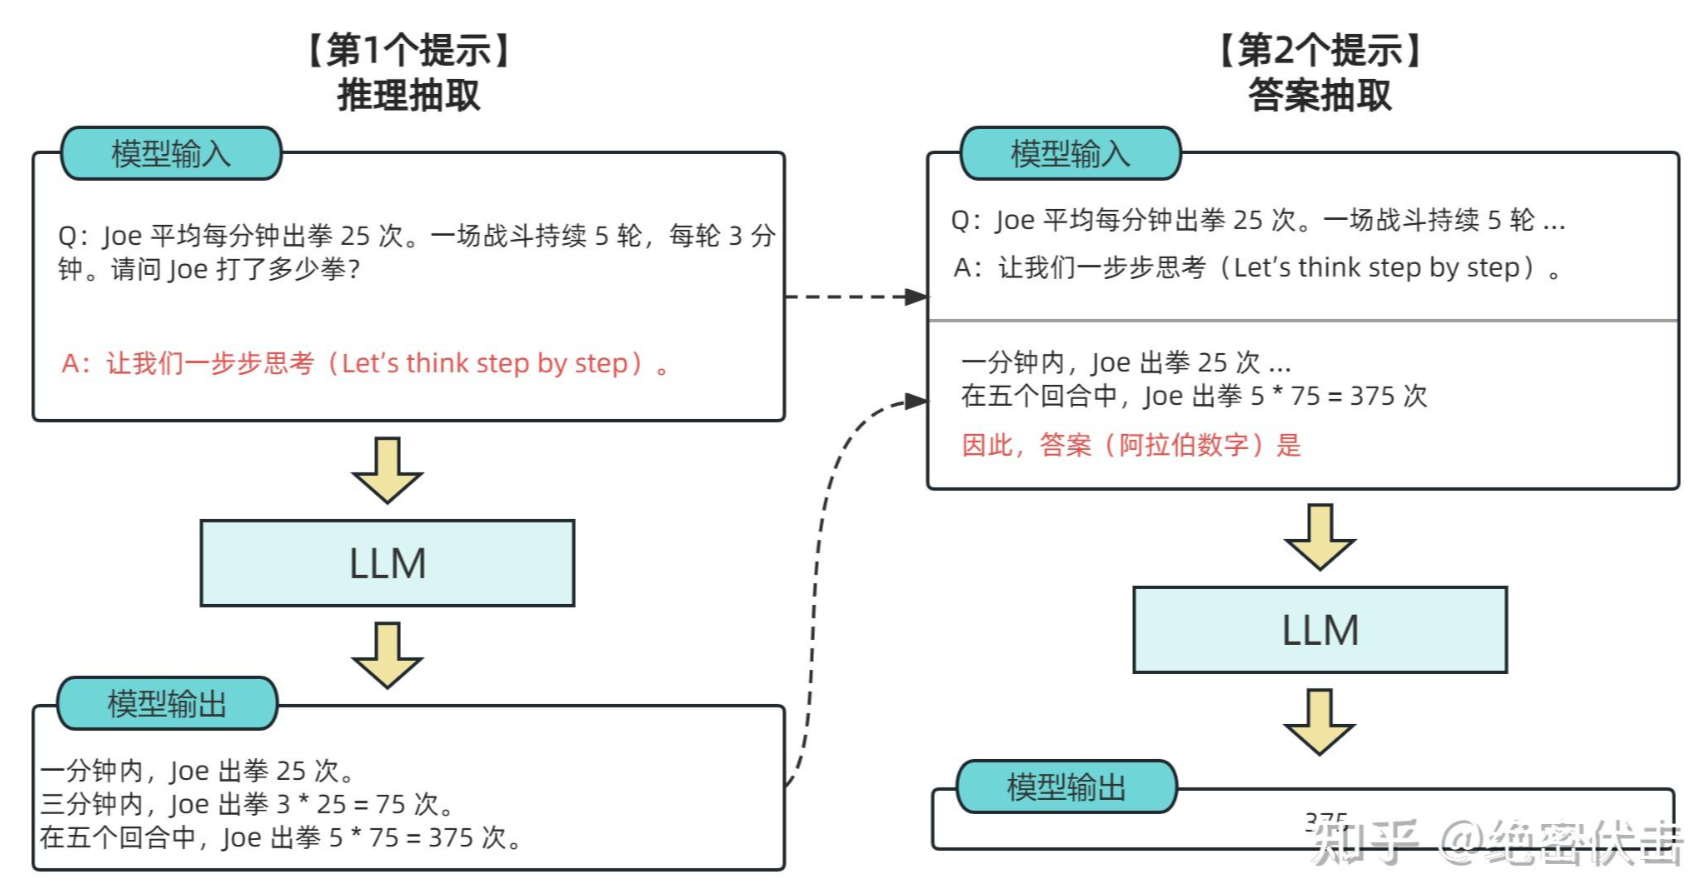 【第1个提示】
推理抽取
模型输入
Q：Joe 平均每分钟出拳 25 次。一场战斗持续 5 轮，每轮 3 分
钟。请问 Joe 打了多少拳？
A：让我们一步步思考（Let’s think step by step）。
LLM
模型输出
一分钟内，Joe 出拳 25 次。
三分钟内，Joe 出拳 3 * 25 = 75 次。
在五个回合中，Joe 出拳 5 * 75 = 375 次。
【第2个提示】
答案抽取
模型输入
Q：Joe 平均每分钟出拳 25 次。一场战斗持续 5 轮 ...
A：让我们一步步思考（Let’s think step by step）。
一分钟内，Joe 出拳 25 次 ...
在五个回合中，Joe 出拳 5 * 75 = 375 次
因此，答案（阿拉伯数字）是
LLM
模型输出
375
知乎 @绝密伏击